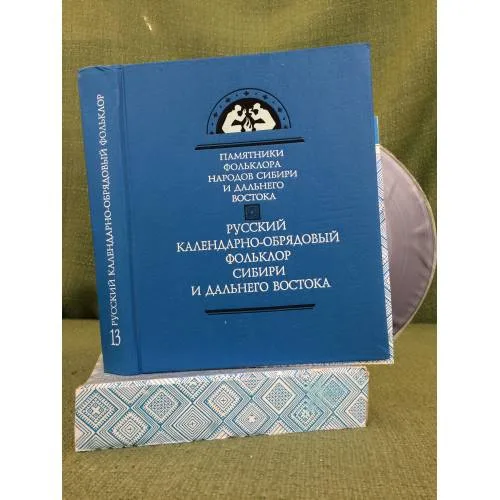 ПАМЯТНИКИ
ФОЛЬКЛОРА
НАРОДОВ СИБИРИ
И ДАЛЬНЕГО
ВОСТОКА
РУССКИЙ
КАЛЕНДАРНО-ОБРЯДОВЫЙ
ФОЛЬКЛОР
СИБИРИ
И ДАЛЬНЕГО ВОСТОКА
13 РУССКИЙ КАЛЕНДАРНО-ОБРЯДОВЫЙ ФОЛЬКЛОР